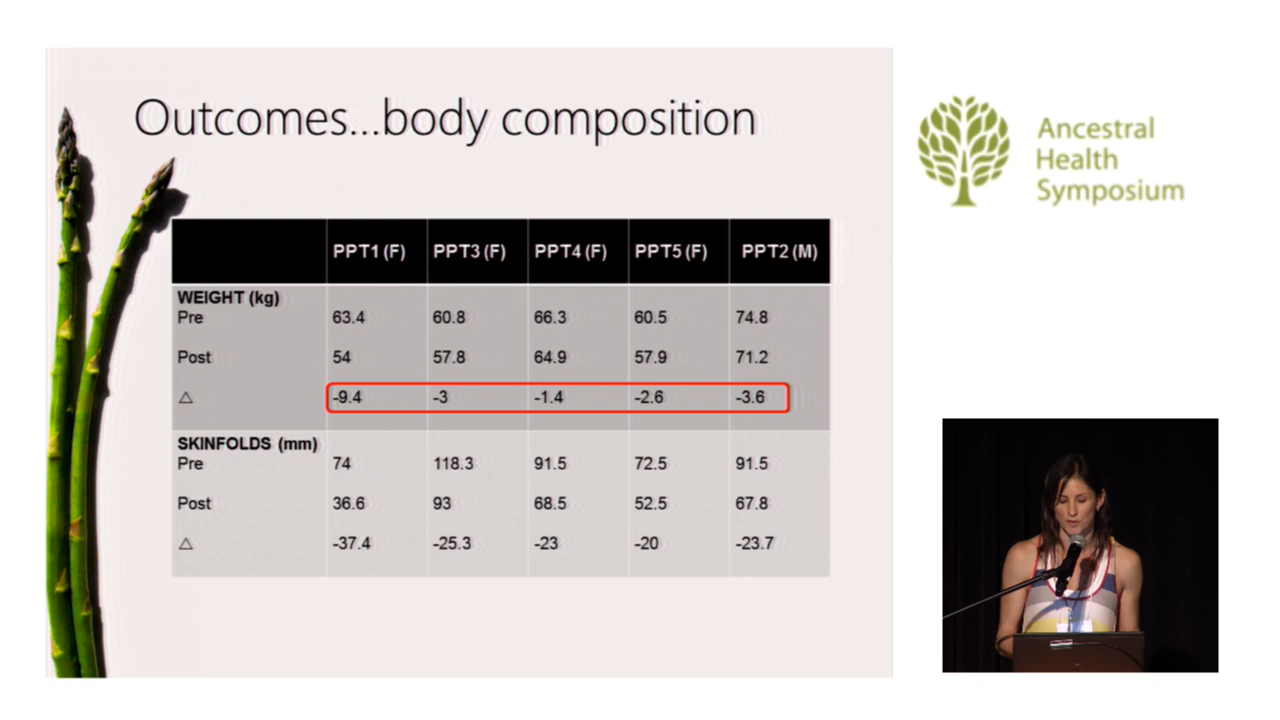 Outcomes...body composition
Ancestral
Health
Symposium
PPT1 (F) PPT3 (F) PPT4 (F) PPT5 (F) PPT2 (M)
WEIGHT (kg)
Pre 63.4 60.8 66.3 60.5 74.8
Post 54 57.8 64.9 57.9 71.2
△ -9.4 -3 -1.4 -2.6 -3.6
SKINFOLDS (mm)
Pre 74 118.3 91.5 72.5 91.5
Post 36.6 93 68.5 52.5 67.8
△ -37.4 -25.3 -23 -20 -23.7